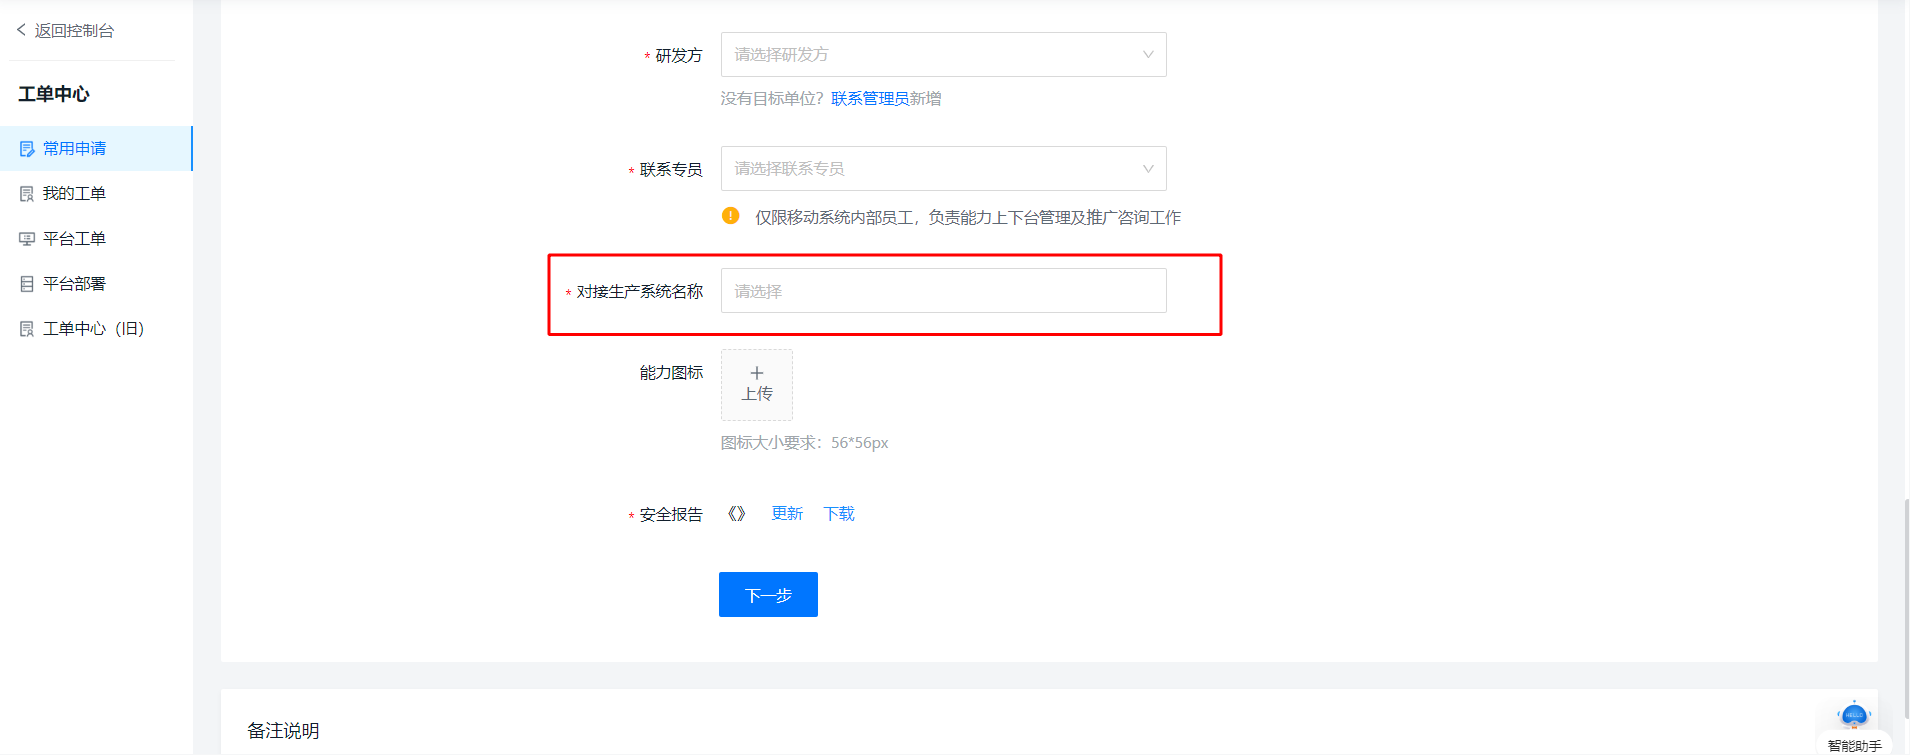 返回控制台
工单中心
常用申请
我的工单
平台工单
平台部署
工单中心（旧）
* 研发方 请选择研发方
没有目标单位？联系管理员新增
* 联系专员 请选择联系专员
仅限移动系统内部员工，负责能力上下台管理及推广咨询工作
* 对接生产系统名称 请选择
能力图标 上传
图标大小要求：56*56px
* 安全报告 《》 更新 下载
下一步
备注说明
HELLO
智能助手